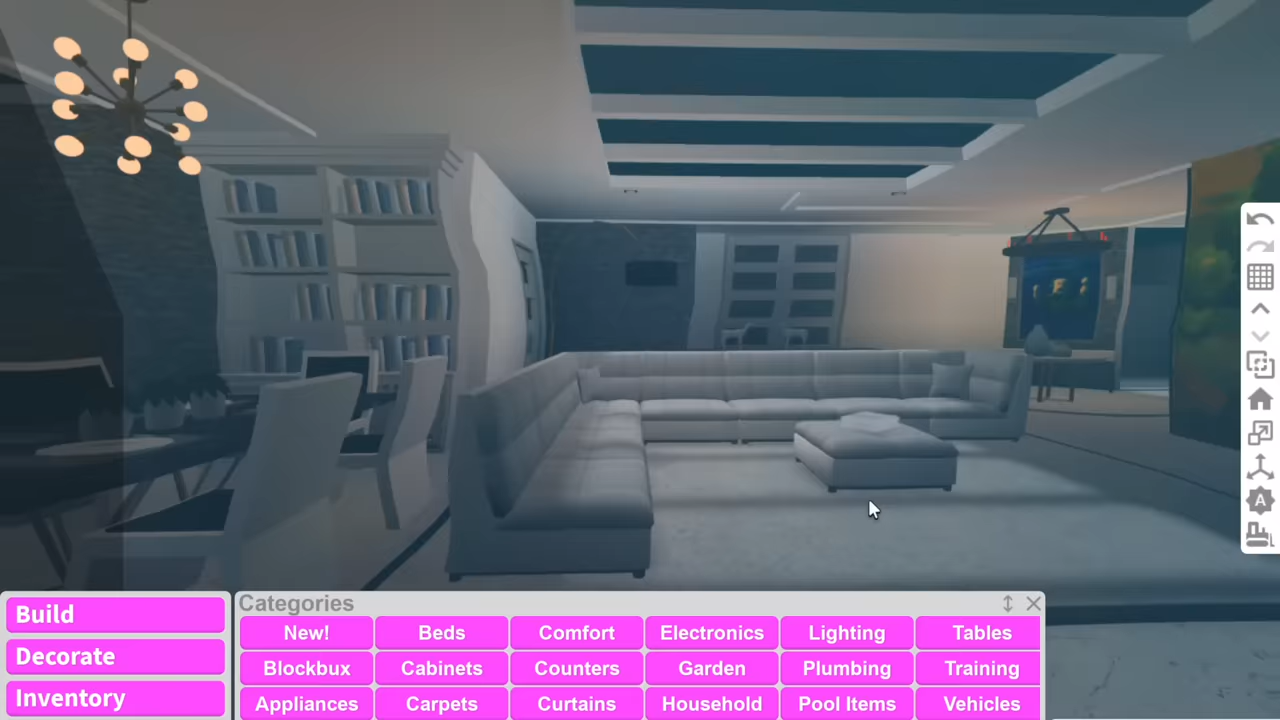 Build
Decorate
Inventory
Categories
New! Beds Comfort Electronics Lighting Tables
Blockbux Cabinets Counters Garden Plumbing Training
Appliances Carpets Curtains Household Pool Items Vehicles
A